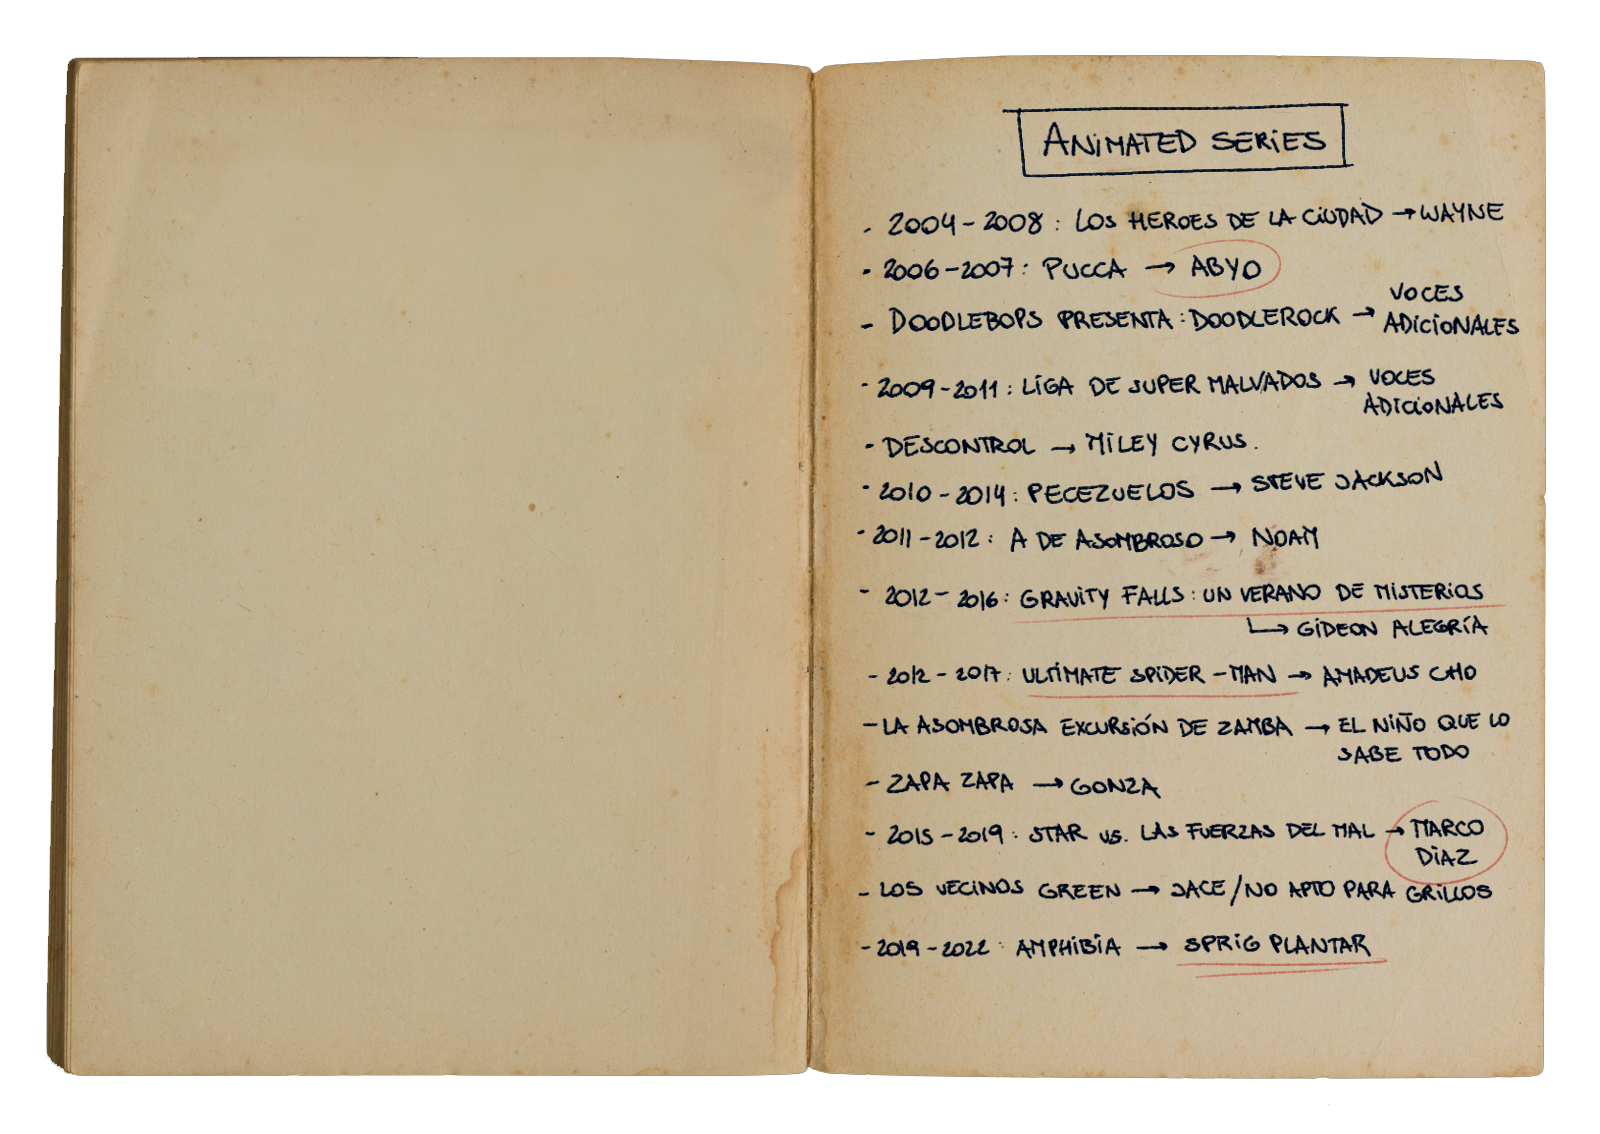 ANIMATED SERIES
- 2004-2008: LOS HEROES DE LA CIUDAD → WAYNE
- 2006-2007: PUCCA → ABYO
- DOODLEBOPS PRESENTA: DOODLEROCK → VOCES
ADICIONALES
- 2009-2011: LIGA DE SUPER MALVADOS → VOCES
ADICIONALES
- DESCONTROL → MILEY CYRUS.
- 2010-2014: PECEZUELOS → STEVE JACKSON
- 2011-2012: A DE ASOMBROSO → NOAM
- 2012-2016: GRAVITY FALLS: UN VERANO DE MISTERIOS
↳ GIDEON ALEGRÍA
- 2012-2017: ULTIMATE SPIDER-MAN → AMADEUS CHO
- LA ASOMBROSA EXCURSIÓN DE ZAMBA → EL NIÑO QUE LO
SABE TODO
- ZAPA ZAPA → GONZA
- 2015-2019: STAR VS. LAS FUERZAS DEL MAL → MARCO
DIAZ
- LOS VECINOS GREEN → JACE/NO APTO PARA GRILLOS
- 2019-2022: AMPHIBIA → SPRIG PLANTAR